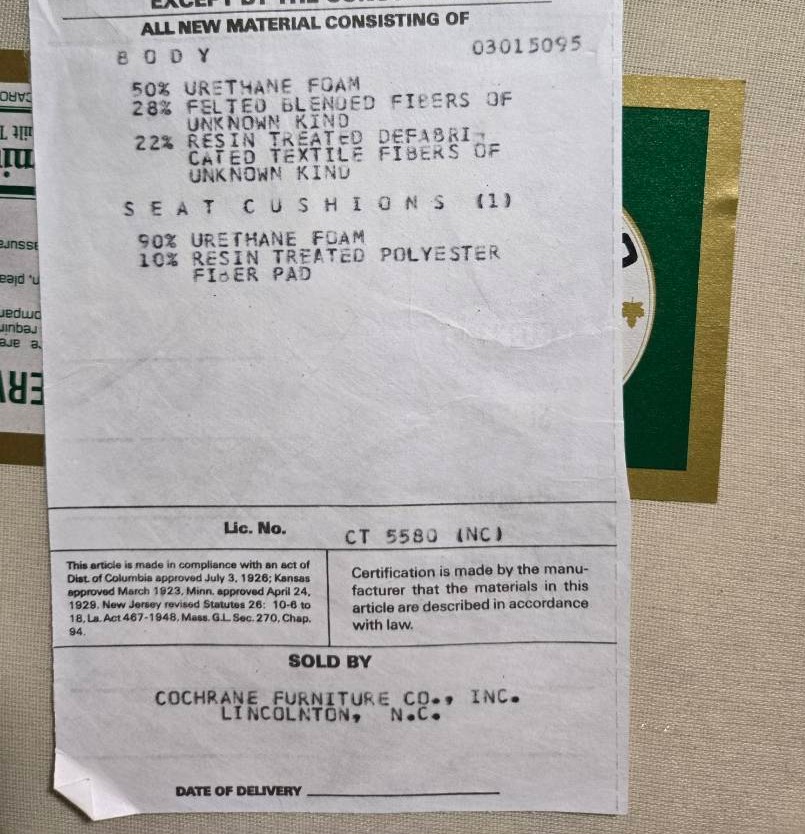 ALL NEW MATERIAL CONSISTING OF
BODY 03015095
50% URETHANE FOAM
28% FELTED BLENDED FIBERS OF
UNKNOWN KIND
22% RESIN TREATED DEFABRI-
CATED TEXTILE FIBERS OF
UNKNOWN KIND
SEAT CUSHIONS (1)
90% URETHANE FOAM
10% RESIN TREATED POLYESTER
FIBER PAD
Lic. No. CT 5580 (NC)
This article is made in compliance with an act of
Dist. of Columbia approved July 3, 1926; Kansas
approved March 1923, Minn. approved April 24,
1929, New Jersey revised Statutes 26: 10-6 to
18, La. Act 467-1948, Mass. G.L. Sec. 270, Chap.
94.
Certification is made by the manu-
facturer that the materials in this
article are described in accordance
with law.
SOLD BY
COCHRANE FURNITURE CO., INC.
LINCOLNTON, N.C.
DATE OF DELIVERY